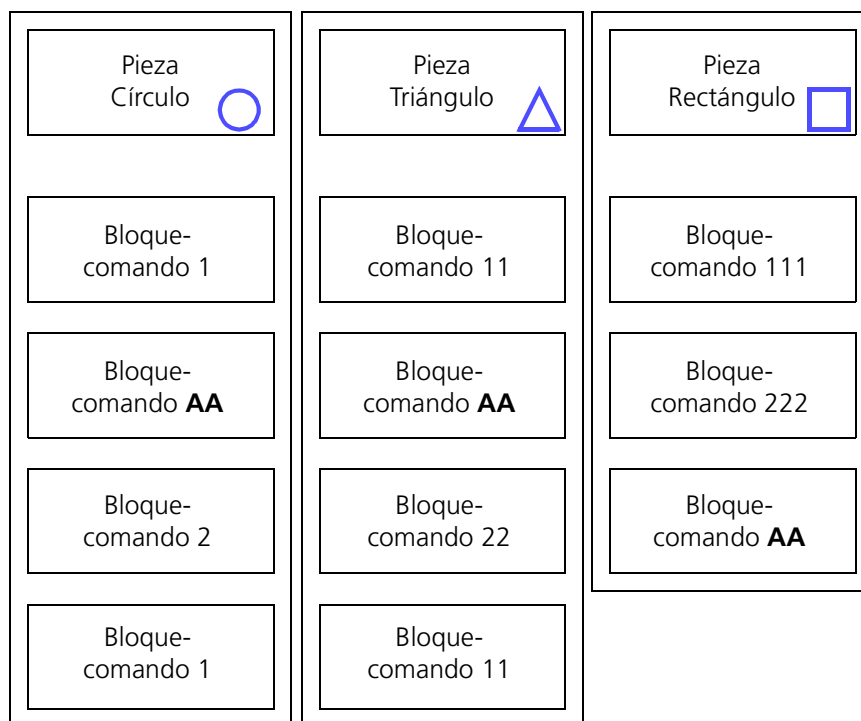 Pieza
Círculo
Bloque-
comando 1
Bloque-
comando AA
Bloque-
comando 2
Bloque-
comando 1
Pieza
Triángulo
Bloque-
comando 11
Bloque-
comando AA
Bloque-
comando 22
Bloque-
comando 11
Pieza
Rectángulo
Bloque-
comando 111
Bloque-
comando 222
Bloque-
comando AA